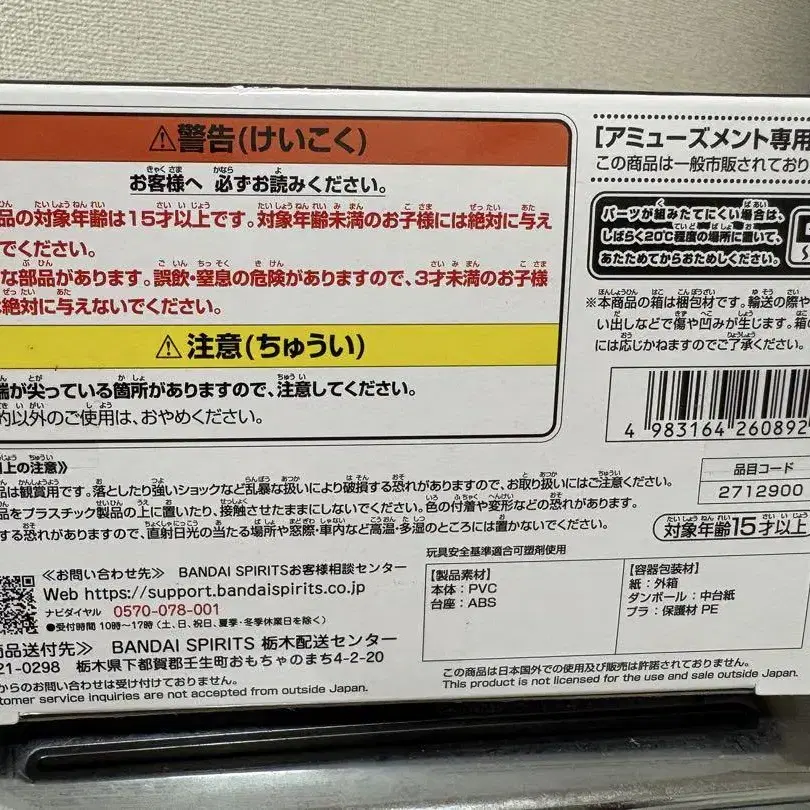 ⚠警告(けいこく)
お客様へ 必ずお読みください。
品の対象年齢は15才以上です。対象年齢未満のお子様には絶対に与え
でください。
な部品があります。誤飲・窒息の危険がありますので、3才未満のお子様
は絶対に与えないでください。
⚠注意(ちゅうい)
端が尖っている箇所がありますので、注意してください。
的以外のご使用は、おやめください。
【アミューズメント専用
この商品は一般市販されており
パーツが組みたてにくい場合は、
しばらく20℃程度の場所に置いて、
あたためてからおためしください。
※本商品の箱は梱包材です。輸送の際や
い出しなどで傷や凹みが生じます。箱
には応じかねますのでご了承ください。
4 983164 260892
品目コード
2712900
対象年齢15才以上
上の注意》
品は観賞用です。落としたり強いショックなど乱暴な扱いにより破損する恐れがありますので、お取り扱いにはご注意ください。
品をプラスチック製品の上に置いたり、接触させたままにしないでください。色の付着や変形などの恐れがあります。
する恐れがありますので、直射日光の当たる場所や窓際・車内など高温・多湿のところには置かないでください。
玩具安全基準適合可塑剤使用
≪お問い合わせ先≫ BANDAI SPIRITSお客様相談センター
Web https://support.bandaispirits.co.jp
ナビダイヤル 0570-078-001
●受付時間 10時〜17時(土、日、祝日、夏季・冬季休業日を除く)
商品送付先≫ BANDAI SPIRITS 栃木配送センター
21-0298 栃木県下都賀郡壬生町おもちゃのまち4-2-20
からのお問い合わせは受け付けておりません。
tomer service inquiries are not accepted from outside Japan.
【製品素材】
本体：PVC
台座：ABS
【容器包装材】
紙：外箱
ダンボール：中台紙
プラ：保護材 PE
この商品は日本国外での使用及び販売は許諾されておりません。
This product is not licensed for the use and sale outside Japan.